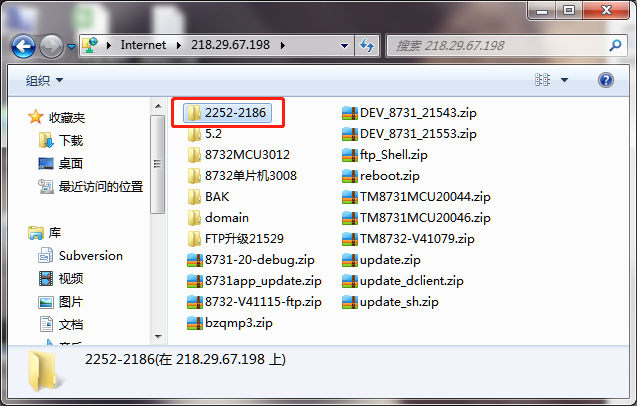 Internet ▸ 218.29.67.198 ▸
搜索 218.29.67.198
组织
收藏夹
下载
桌面
最近访问的位置
库
Subversion
视频
图片
文档
音乐
2252-2186
5.2
8732MCU3012
8732单片机3008
BAK
domain
FTP升级21529
8731-20-debug.zip
8731app_update.zip
8732-V41115-ftp.zip
bzqmp3.zip
DEV_8731_21543.zip
DEV_8731_21553.zip
ftp_Shell.zip
reboot.zip
TM8731MCU20044.zip
TM8731MCU20046.zip
TM8732-V41079.zip
update.zip
update_dclient.zip
update_sh.zip
2252-2186(在 218.29.67.198 上)